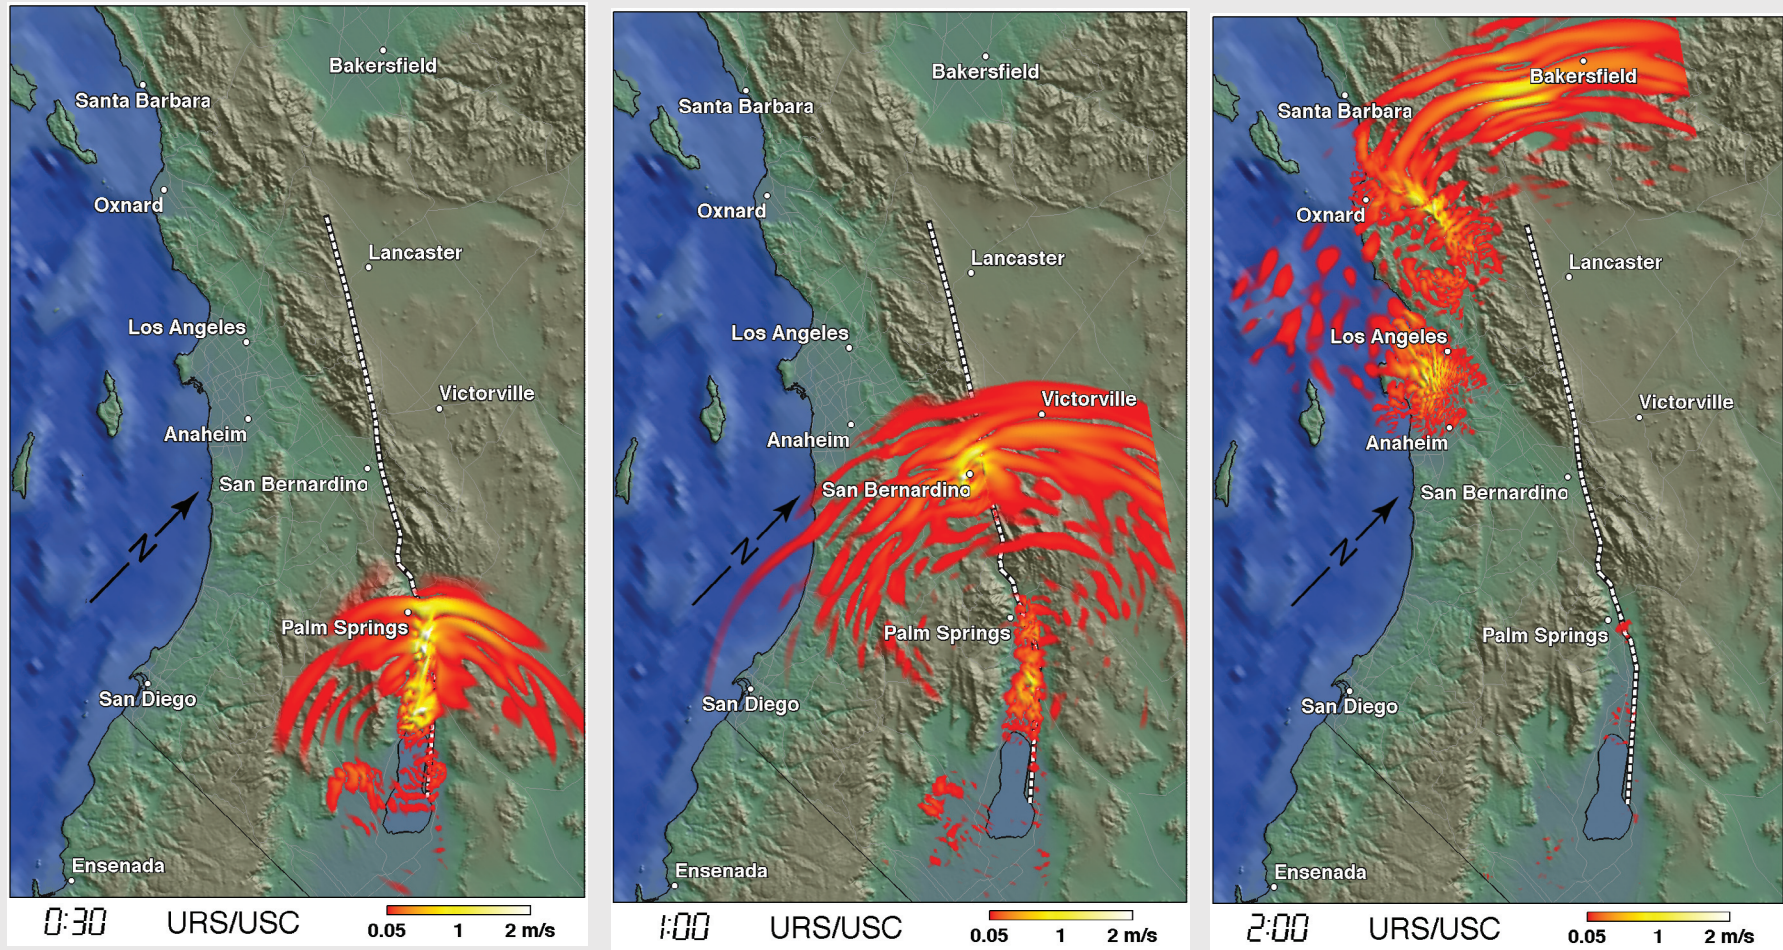 Bakersfield
Santa Barbara
Oxnard
Lancaster
Los Angeles
Victorville
Anaheim
San Bernardino
N
Palm Springs
San Diego
Ensenada
0:30 URS/USC 0.05 1 2 m/s
Bakersfield
Santa Barbara
Oxnard
Lancaster
Los Angeles
Victorville
Anaheim
San Bernardino
N
Palm Springs
San Diego
Ensenada
1:00 URS/USC 0.05 1 2 m/s
Bakersfield
Santa Barbara
Oxnard
Lancaster
Los Angeles
Victorville
Anaheim
San Bernardino
N
Palm Springs
San Diego
Ensenada
2:00 URS/USC 0.05 1 2 m/s